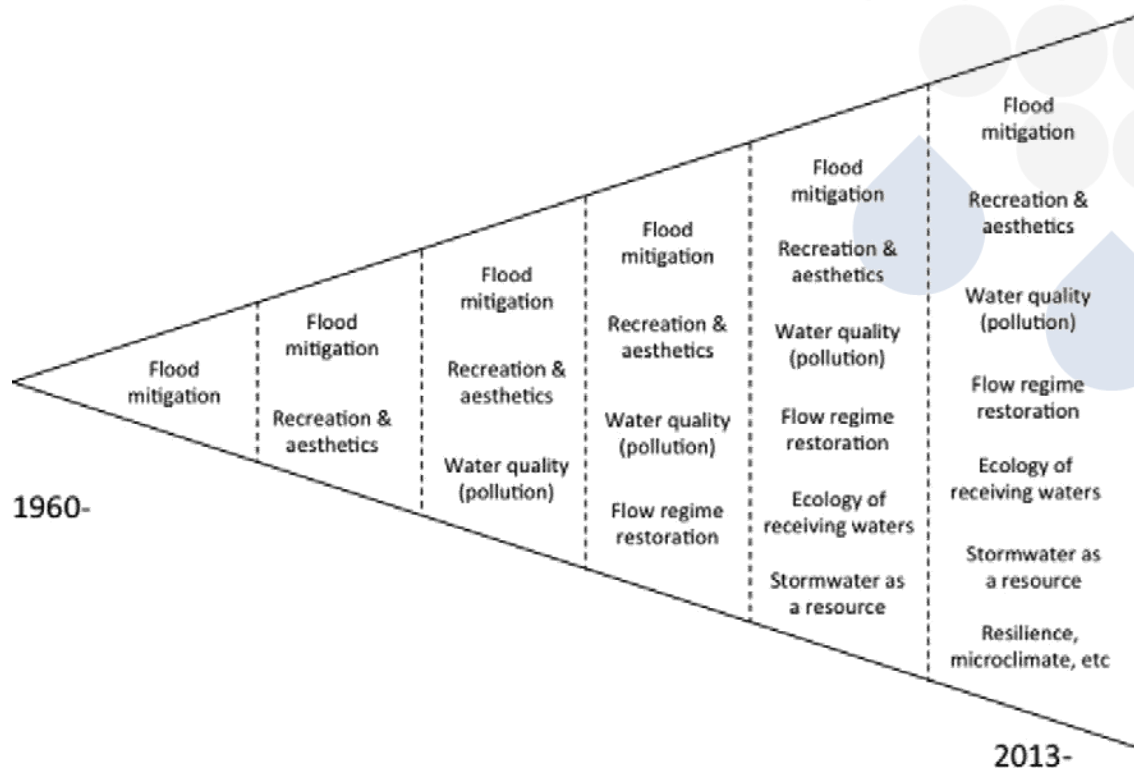 Flood
mitigation
Flood
mitigation
Recreation &
aesthetics
Flood
mitigation
Recreation &
aesthetics
Water quality
(pollution)
Flood
mitigation
Recreation &
aesthetics
Water quality
(pollution)
Flow regime
restoration
Flood
mitigation
Recreation &
aesthetics
Water quality
(pollution)
Flow regime
restoration
Ecology of
receiving waters
Stormwater as
a resource
Flood
mitigation
Recreation &
aesthetics
Water quality
(pollution)
Flow regime
restoration
Ecology of
receiving waters
Stormwater as
a resource
Resilience,
microclimate, etc
1960-
2013-